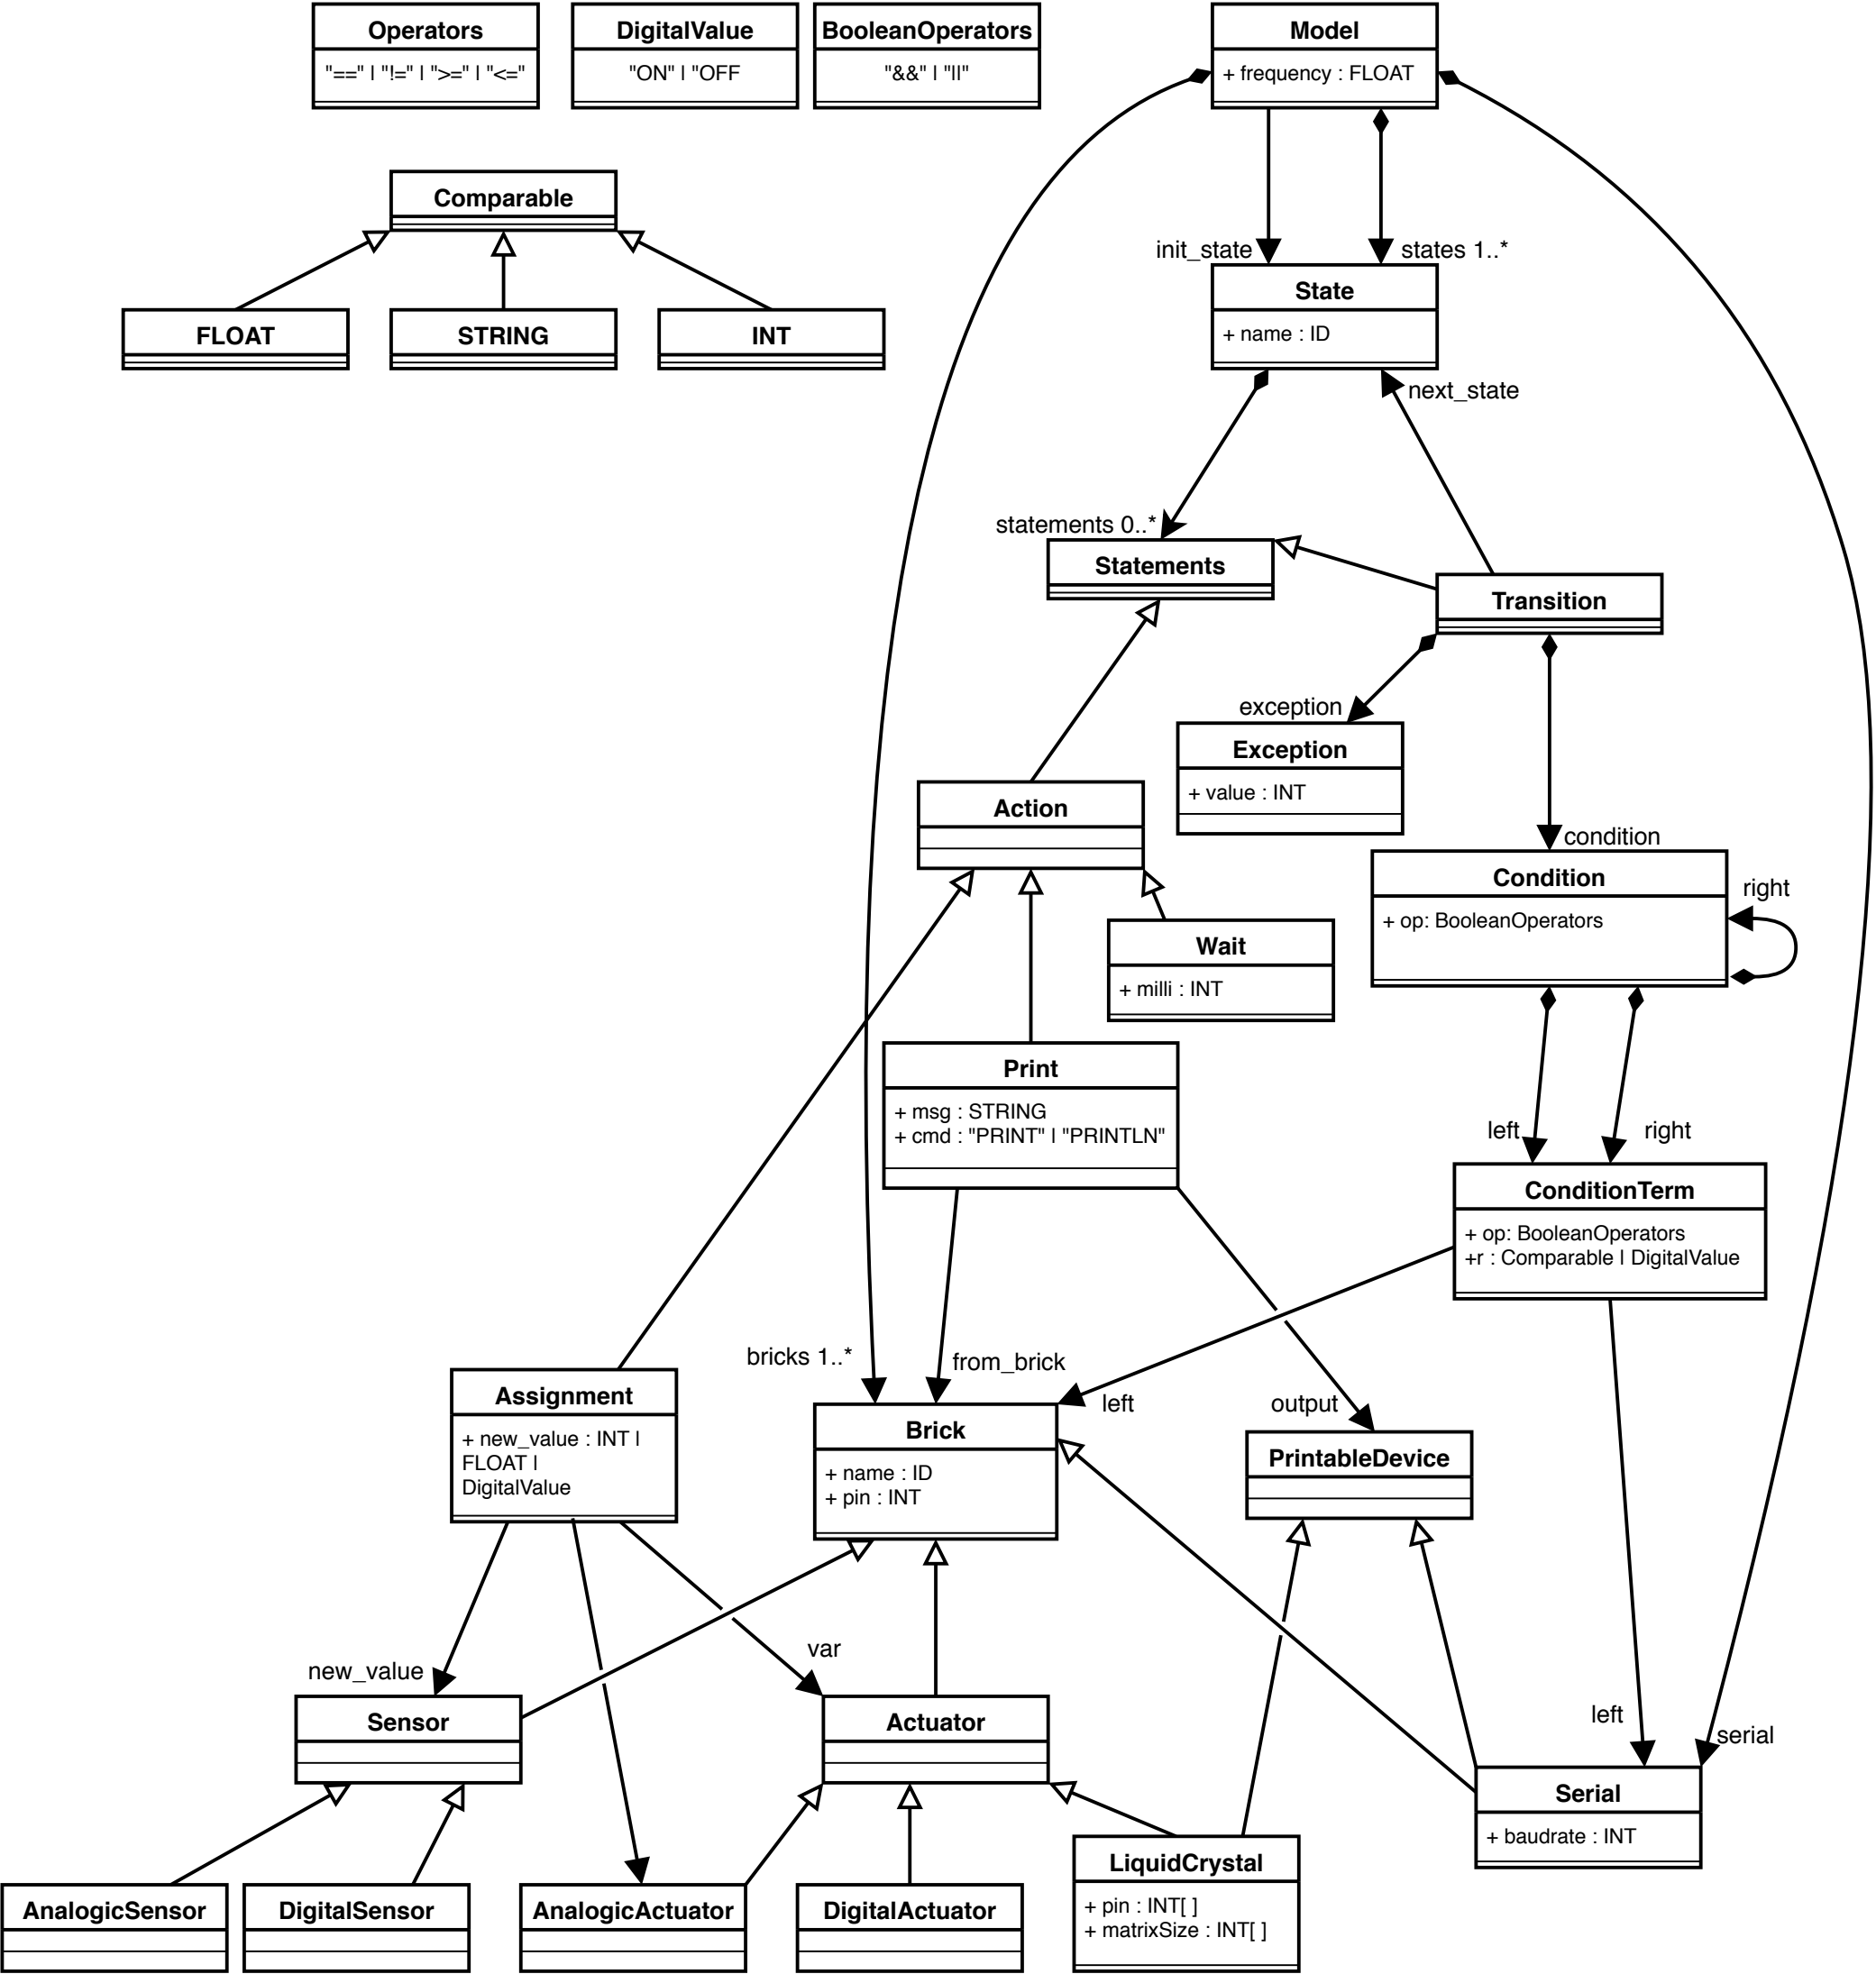 Operators
"==" | "!=" | ">=" | "<="
DigitalValue
"ON" | "OFF
BooleanOperators
"&&" | "||"
Model
+ frequency : FLOAT
Comparable
FLOAT
STRING
INT
init_state
states 1..*
State
+ name : ID
next_state
statements 0..*
Statements
Transition
exception
Exception
+ value : INT
Action
condition
Condition
+ op: BooleanOperators
right
Wait
+ milli : INT
Print
+ msg : STRING
+ cmd : "PRINT" | "PRINTLN"
left
right
ConditionTerm
+ op: BooleanOperators
+r : Comparable | DigitalValue
bricks 1..*
from_brick
left
output
Assignment
+ new_value : INT |
FLOAT |
DigitalValue
Brick
+ name : ID
+ pin : INT
PrintableDevice
new_value
var
left
serial
Sensor
Actuator
Serial
+ baudrate : INT
AnalogicSensor
DigitalSensor
AnalogicActuator
DigitalActuator
LiquidCrystal
+ pin : INT[ ]
+ matrixSize : INT[ ]